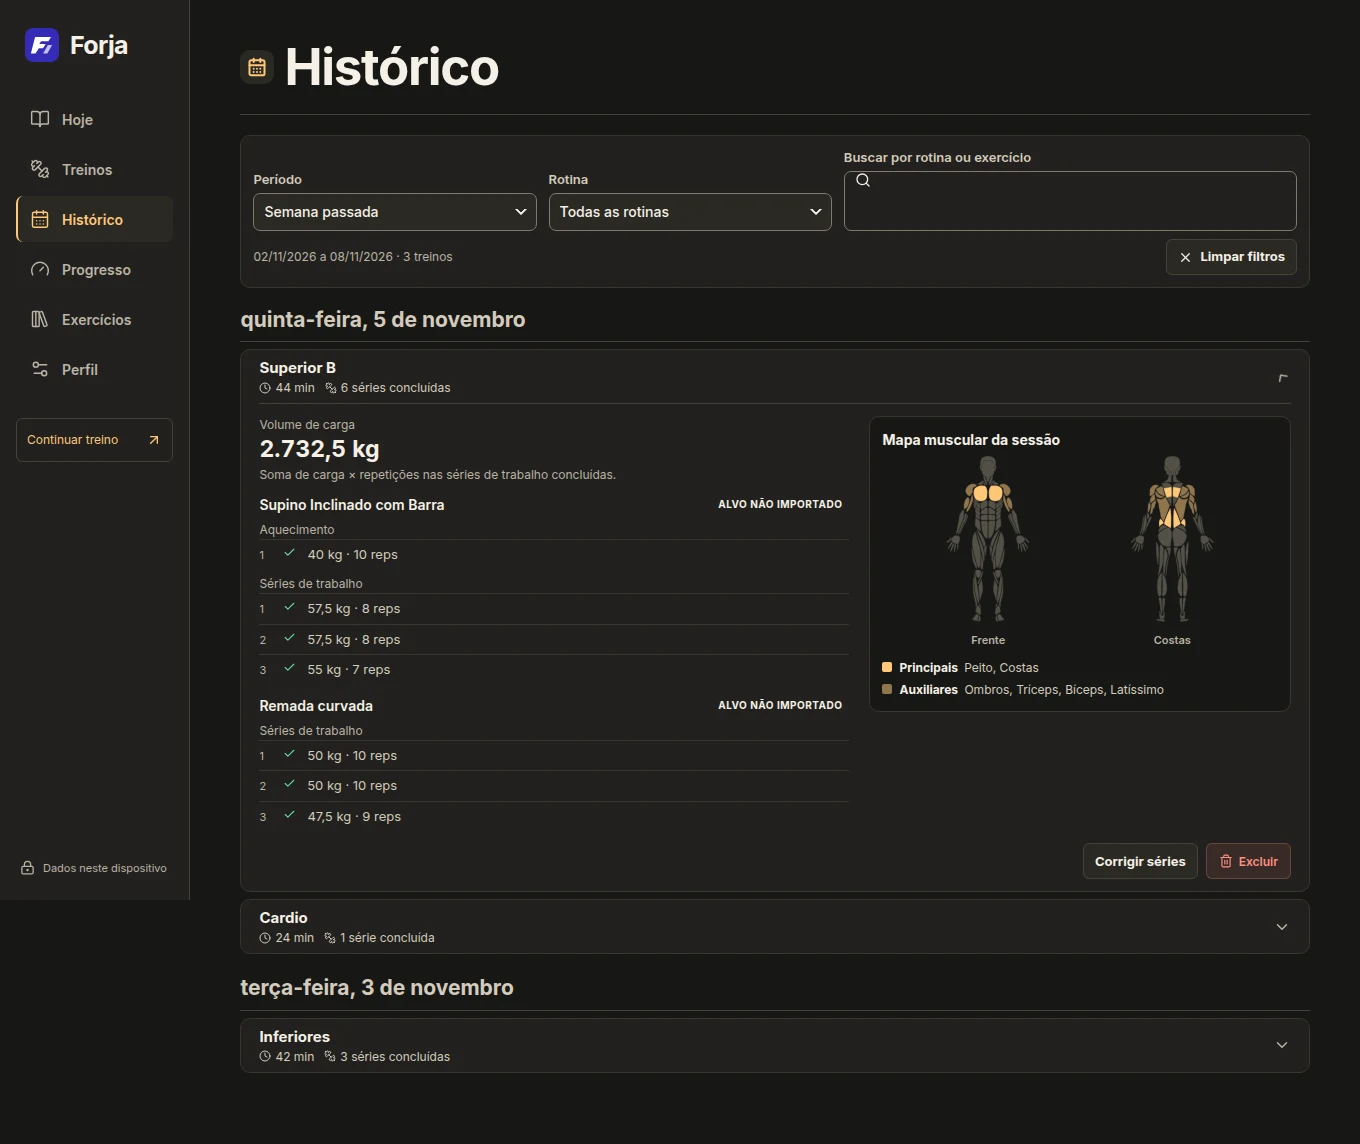 Forja
Hoje
Treinos
Histórico
Progresso
Exercícios
Perfil
Continuar treino
Dados neste dispositivo
Histórico
Período
Semana passada
Rotina
Todas as rotinas
Buscar por rotina ou exercício
02/11/2026 a 08/11/2026 · 3 treinos
Limpar filtros
quinta-feira, 5 de novembro
Superior B
44 min 6 séries concluídas
Volume de carga
2.732,5 kg
Soma de carga × repetições nas séries de trabalho concluídas.
Supino Inclinado com Barra ALVO NÃO IMPORTADO
Aquecimento
1 40 kg · 10 reps
Séries de trabalho
1 57,5 kg · 8 reps
2 57,5 kg · 8 reps
3 55 kg · 7 reps
Remada curvada ALVO NÃO IMPORTADO
Séries de trabalho
1 50 kg · 10 reps
2 50 kg · 10 reps
3 47,5 kg · 9 reps
Mapa muscular da sessão
Frente
Costas
Principais Peito, Costas
Auxiliares Ombros, Tríceps, Bíceps, Latíssimo
Corrigir séries
Excluir
Cardio
24 min 1 série concluída
terça-feira, 3 de novembro
Inferiores
42 min 3 séries concluídas